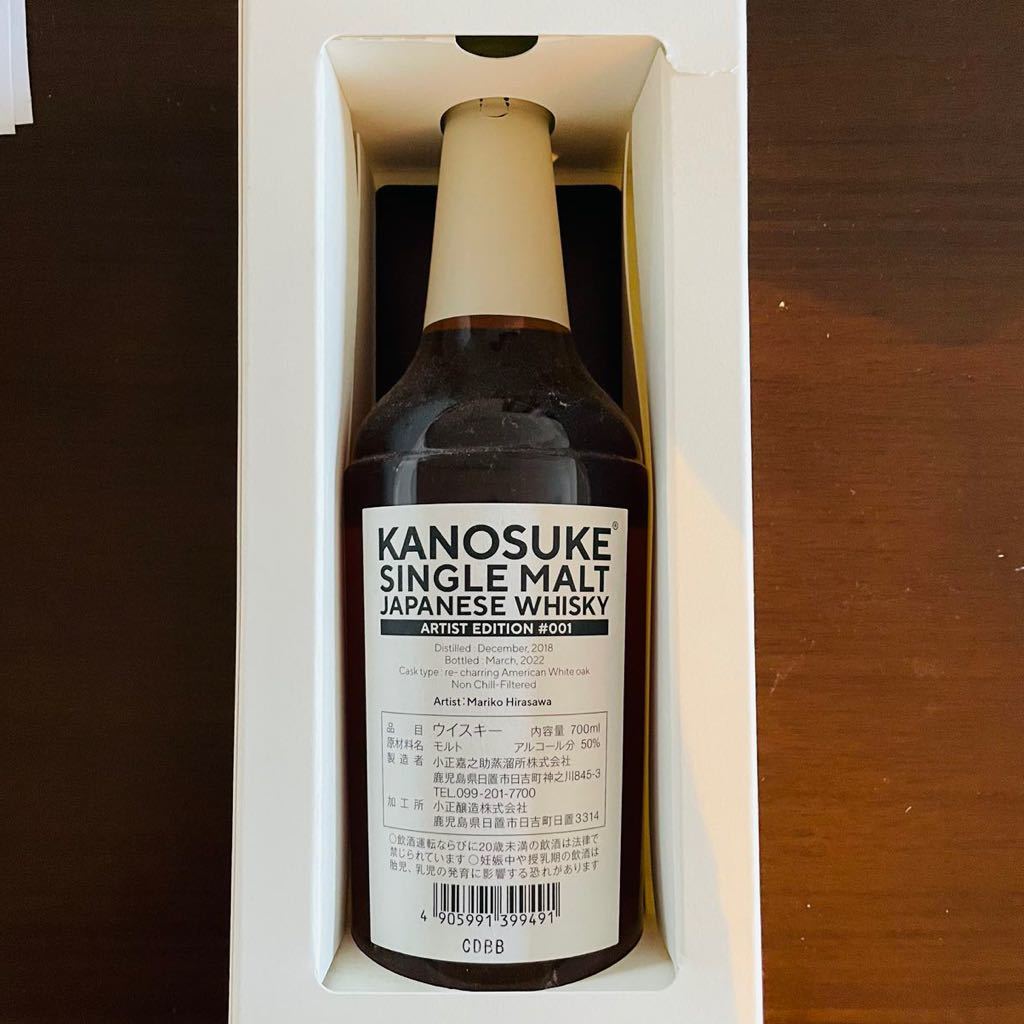 KANOSUKE®
SINGLE MALT
JAPANESE WHISKY
ARTIST EDITION #001
Distilled : December, 2018
Bottled : March, 2022
Cask type : re- charring American White oak
Non Chill-Filtered
Artist : Mariko Hirasawa
品目 ウイスキー 内容量 700ml
原材料名 モルト アルコール分 50%
製造者 小正嘉之助蒸溜所株式会社
鹿児島県日置市日吉町神之川845-3
TEL.099-201-7700
加工所 小正醸造株式会社
鹿児島県日置市日吉町日置3314
○飲酒運転ならびに20歳未満の飲酒は法律で
禁じられています ○妊娠中や授乳期の飲酒は
胎児、乳児の発育に影響する恐れがあります
4 905991 399491
CDBB